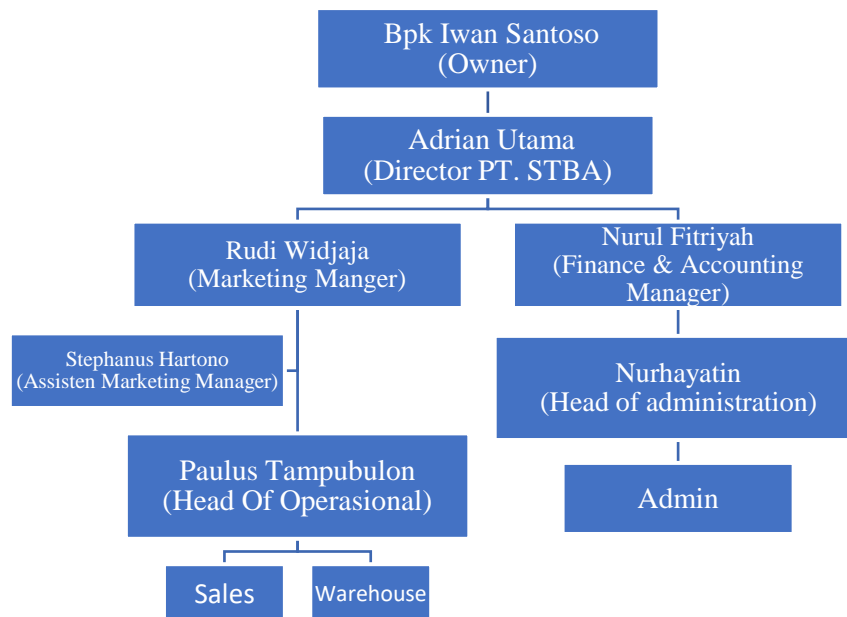 Bpk Iwan Santoso
(Owner)
Adrian Utama
(Director PT. STBA)
Rudi Widjaja
(Marketing Manger)
Nurul Fitriyah
(Finance & Accounting
Manager)
Stephanus Hartono
(Assisten Marketing Manager)
Nurhayatin
(Head of administration)
Paulus Tampubulon
(Head Of Operasional)
Admin
Sales
Warehouse